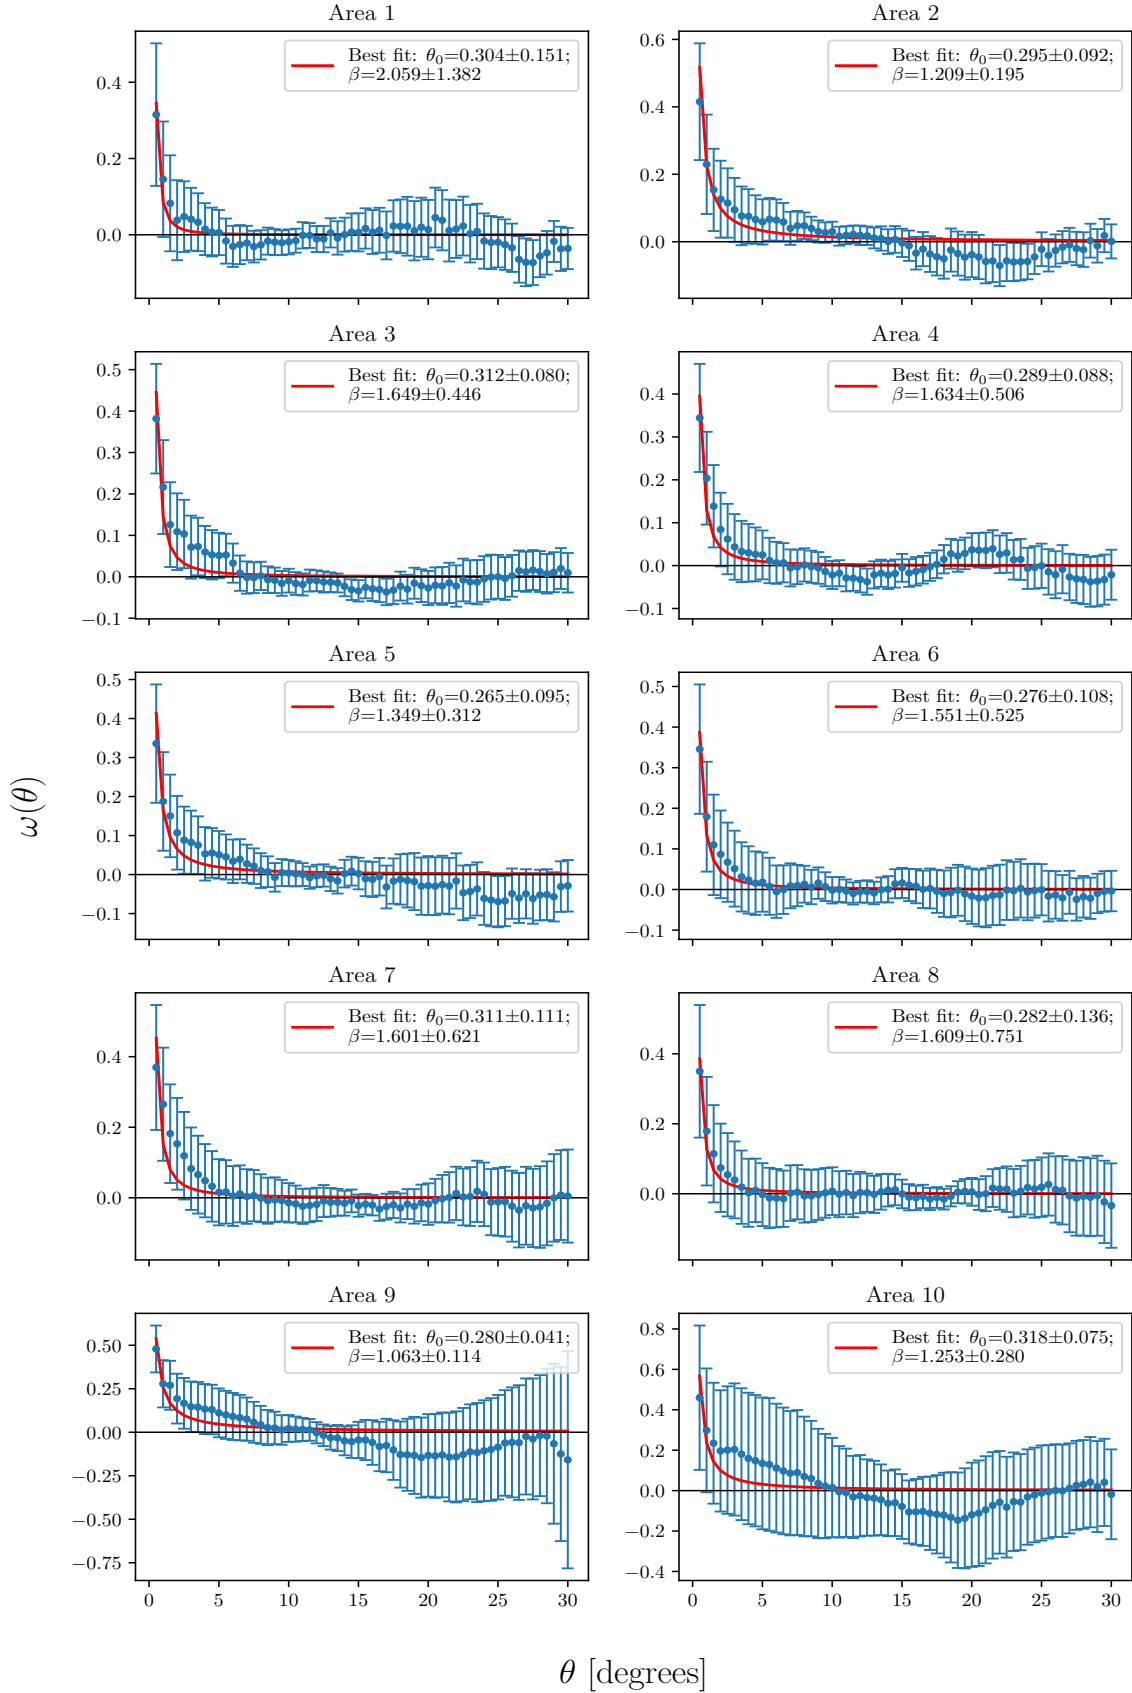 Area 1
Best fit: θ₀=0.304±0.151;
β=2.059±1.382
0.4
0.2
0.0
Area 2
Best fit: θ₀=0.295±0.092;
β=1.209±0.195
0.6
0.4
0.2
0.0
Area 3
Best fit: θ₀=0.312±0.080;
β=1.649±0.446
0.5
0.4
0.3
0.2
0.1
0.0
−0.1
Area 4
Best fit: θ₀=0.289±0.088;
β=1.634±0.506
0.4
0.3
0.2
0.1
0.0
−0.1
Area 5
Best fit: θ₀=0.265±0.095;
β=1.349±0.312
0.5
0.4
0.3
0.2
0.1
0.0
−0.1
Area 6
Best fit: θ₀=0.276±0.108;
β=1.551±0.525
0.5
0.4
0.3
0.2
0.1
0.0
−0.1
ω(θ)
Area 7
Best fit: θ₀=0.311±0.111;
β=1.601±0.621
0.4
0.2
0.0
Area 8
Best fit: θ₀=0.282±0.136;
β=1.609±0.751
0.4
0.2
0.0
Area 9
Best fit: θ₀=0.280±0.041;
β=1.063±0.114
0.50
0.25
0.00
−0.25
−0.50
−0.75
0 5 10 15 20 25 30
Area 10
Best fit: θ₀=0.318±0.075;
β=1.253±0.280
0.8
0.6
0.4
0.2
0.0
−0.2
−0.4
0 5 10 15 20 25 30
θ [degrees]